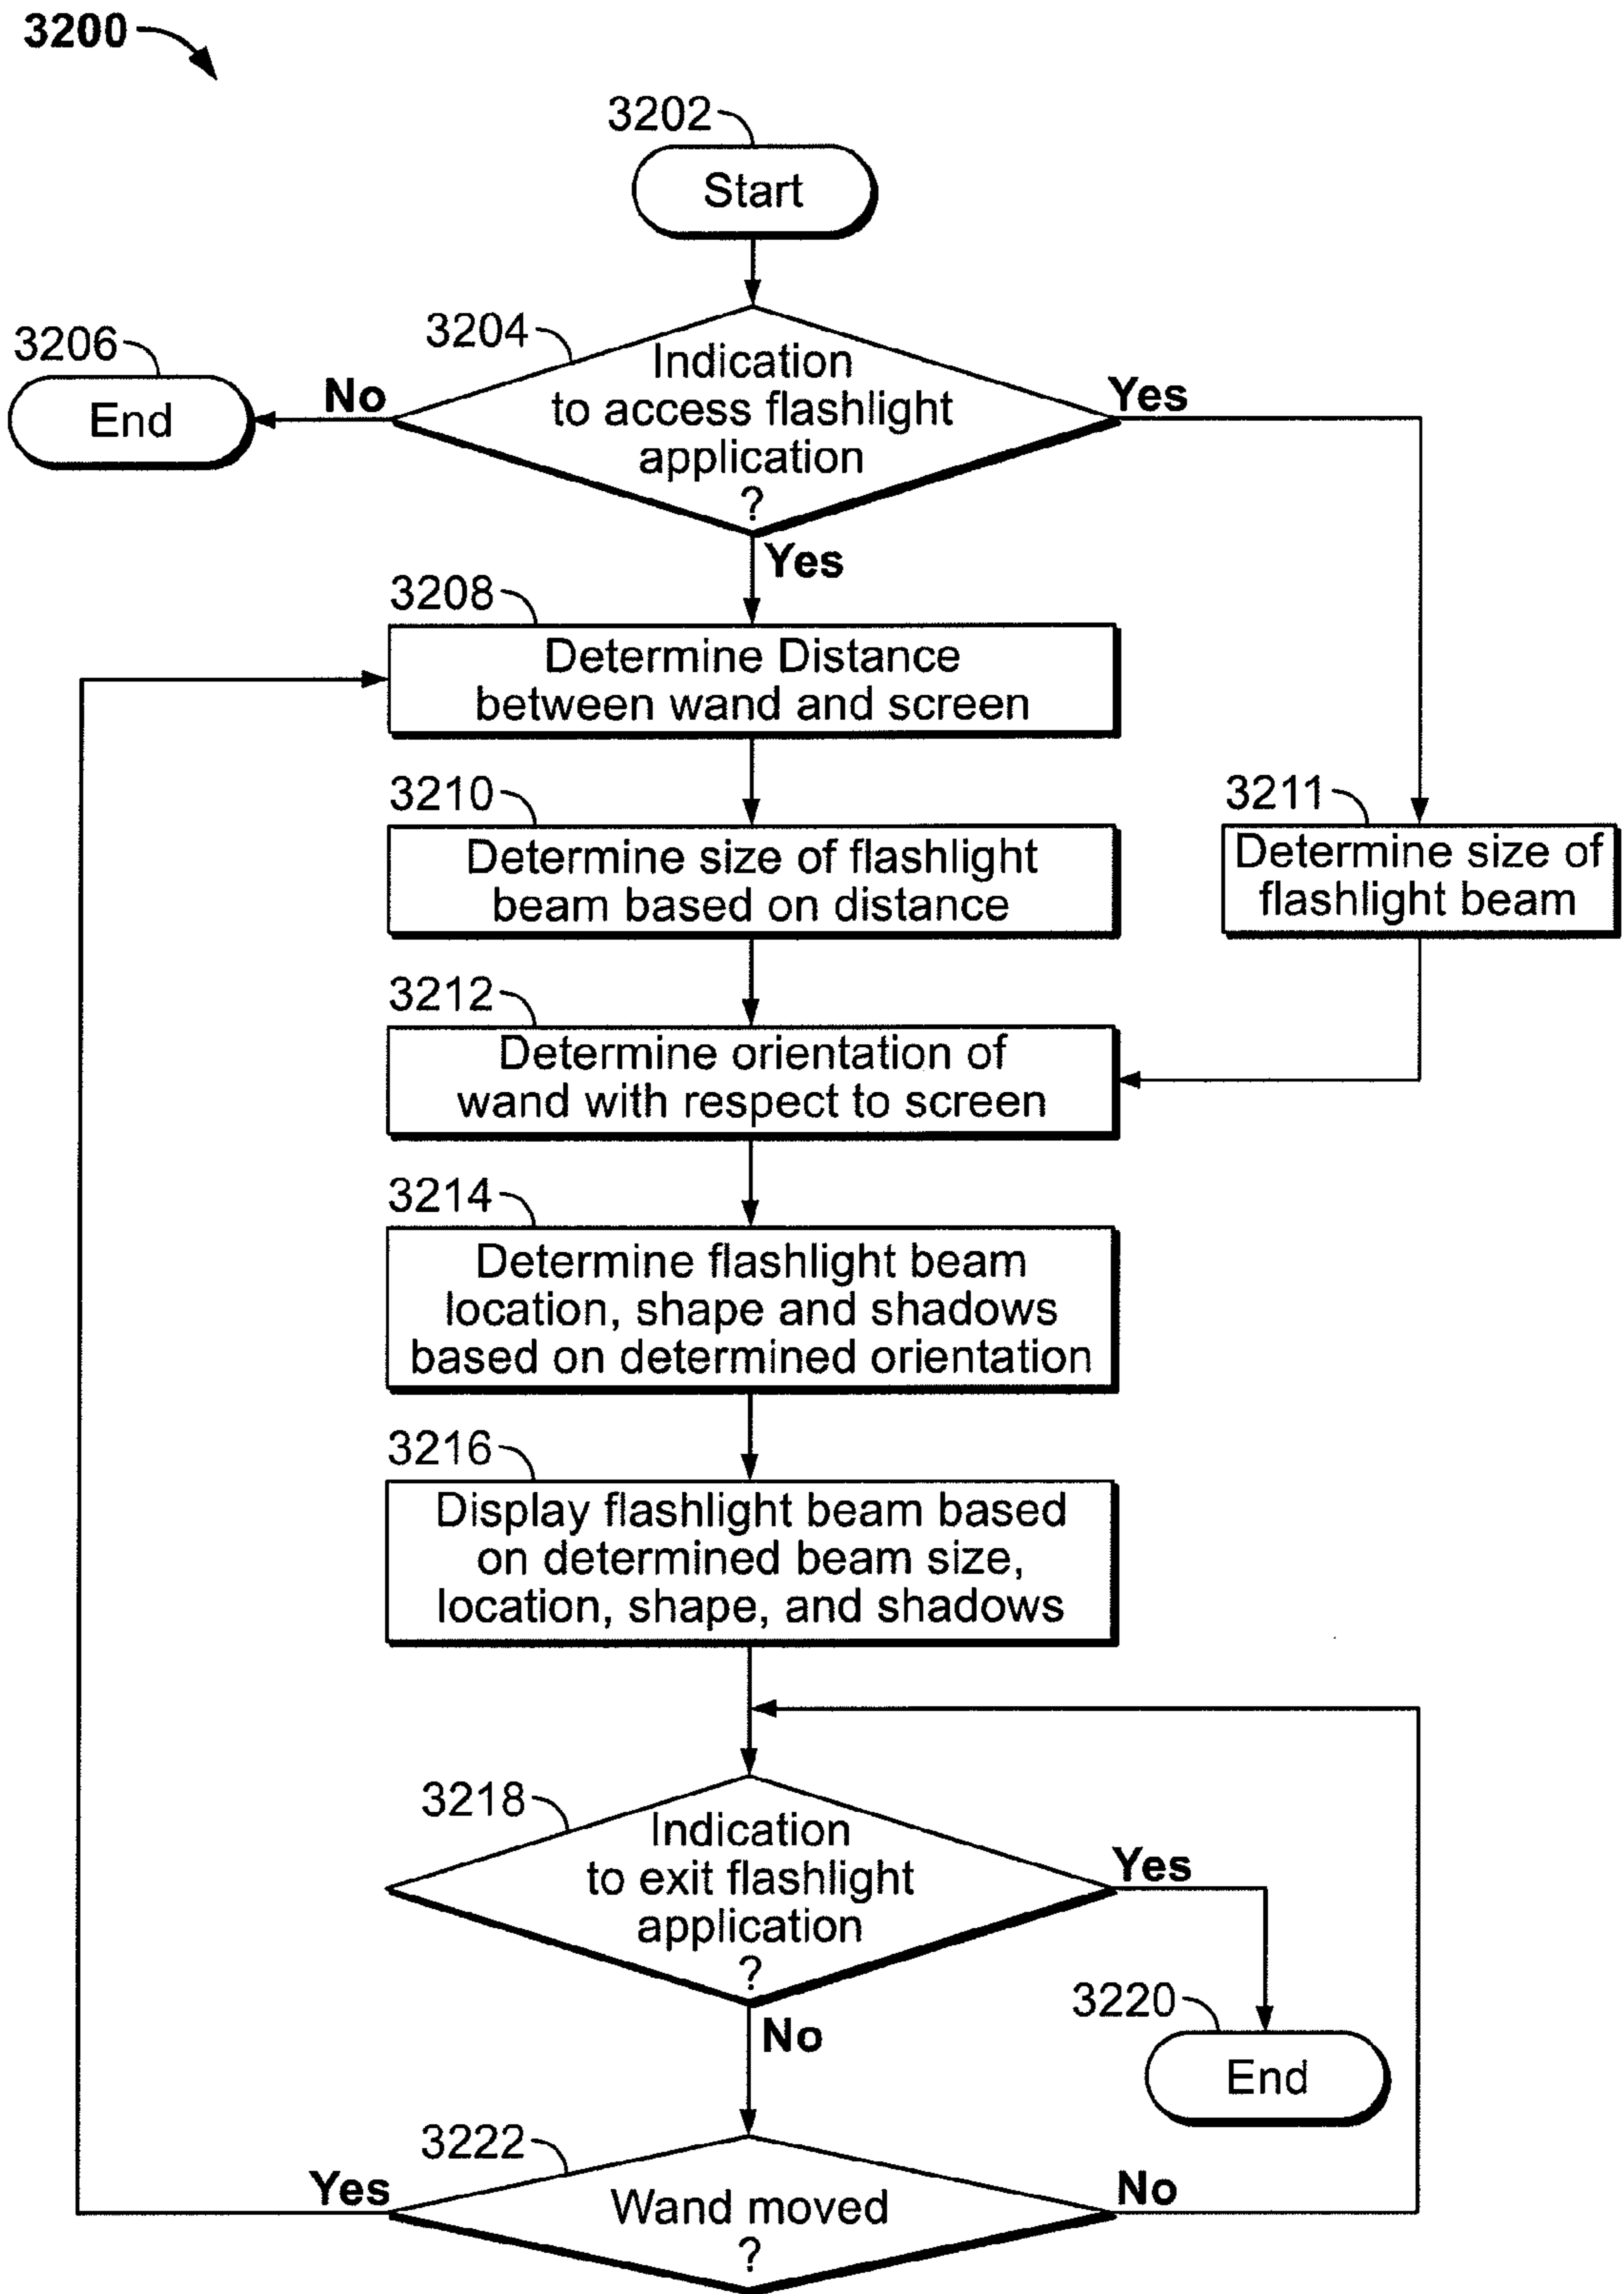 3200
3202
Start
3204
Indication
to access flashlight
application
?
No
Yes
3206
End
Yes
3208
Determine Distance
between wand and screen
3210
Determine size of flashlight
beam based on distance
3211
Determine size of
flashlight beam
3212
Determine orientation of
wand with respect to screen
3214
Determine flashlight beam
location, shape and shadows
based on determined orientation
3216
Display flashlight beam based
on determined beam size,
location, shape, and shadows
3218
Indication
to exit flashlight
application
?
Yes
No
3220
End
3222
Wand moved
?
Yes
No